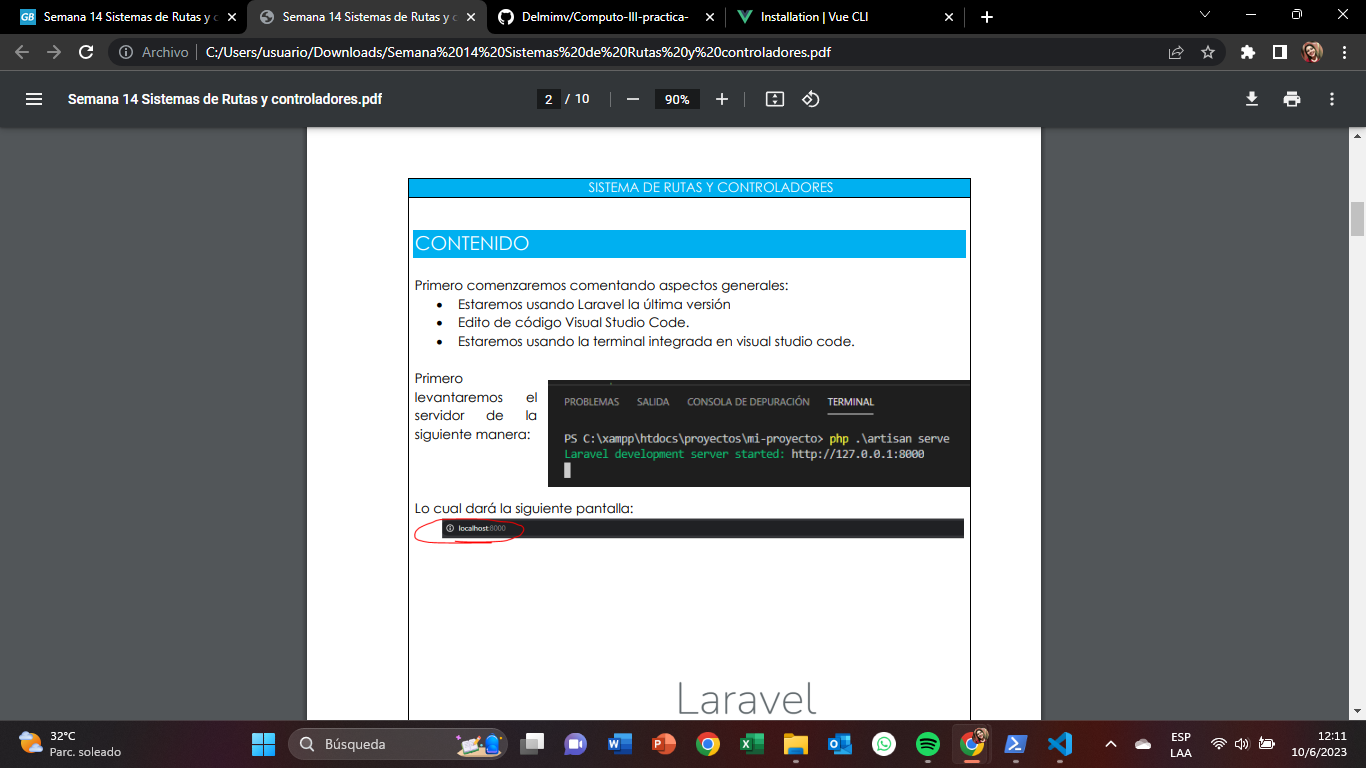 Semana 14 Sistemas de Rutas y c
Semana 14 Sistemas de Rutas y c
Delmimv/Computo-III-practica-
Installation | Vue CLI
Archivo
C:/Users/usuario/Downloads/Semana%2014%20Sistemas%20de%20Rutas%20y%20controladores.pdf
Semana 14 Sistemas de Rutas y controladores.pdf
2 / 10
90%
SISTEMA DE RUTAS Y CONTROLADORES
CONTENIDO
Primero comenzaremos comentando aspectos generales:
• Estaremos usando Laravel la última versión
• Edito de código Visual Studio Code.
• Estaremos usando la terminal integrada en visual studio code.
Primero
levantaremos el
servidor de la
siguiente manera:
PROBLEMAS SALIDA CONSOLA DE DEPURACIÓN TERMINAL
PS C:\xampp\htdocs\proyectos\mi-proyecto> php .\artisan serve
Laravel development server started: http://127.0.0.1:8000
Lo cual dará la siguiente pantalla:
localhost:8000
Laravel
32°C
Parc. soleado
Búsqueda
ESP
LAA
12:11
10/6/2023